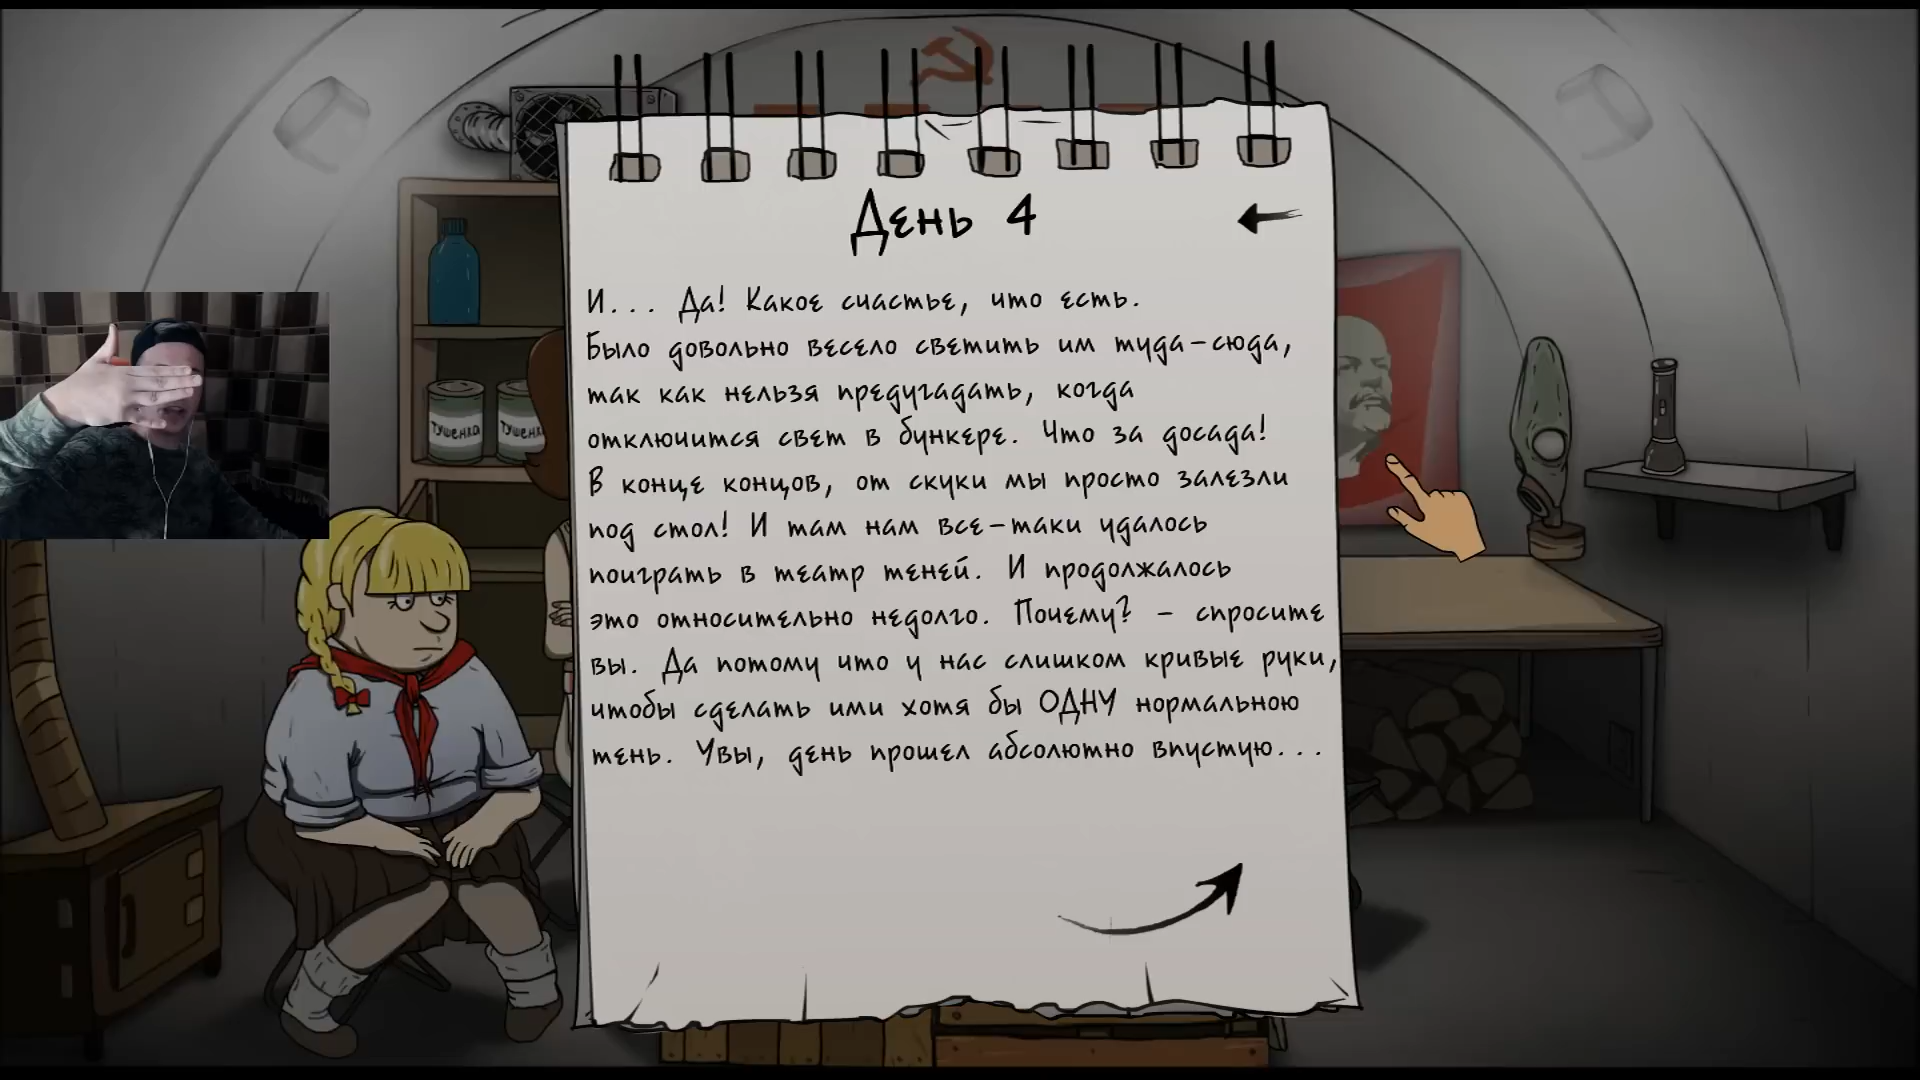 День 4
И... Да! Какое счастье, что есть.
Было довольно весело светить им туда-сюда,
так как нельзя предугадать, когда
отключится свет в бункере. Что за досада!
В конце концов, от скуки мы просто залезли
под стол! И там нам все-таки удалось
поиграть в театр теней. И продолжалось
это относительно недолго. Почему? - спросите
вы. Да потому что у нас слишком кривые руки,
чтобы сделать ими хотя бы ОДНУ нормальною
тень. Увы, день прошел абсолютно впустую...
тушенка
тушенка